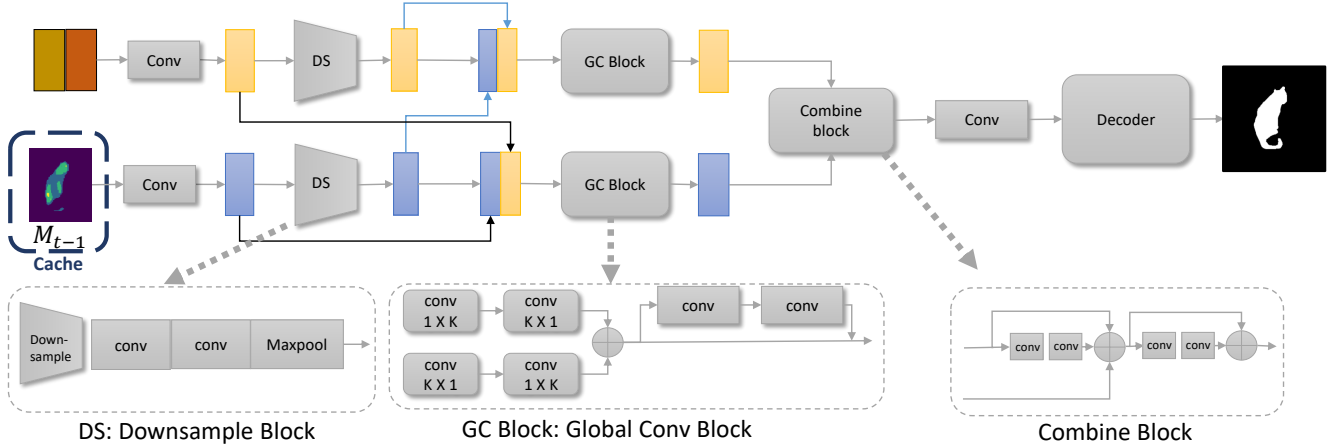 Conv
DS
GC Block
Combine
block
Conv
Decoder
Conv
DS
GC Block
M_{t−1}
Cache
Down-
sample
conv
conv
Maxpool
conv
1 X K
conv
K X 1
conv
K X 1
conv
1 X K
conv
conv
conv
conv
conv
conv
DS: Downsample Block
GC Block: Global Conv Block
Combine Block